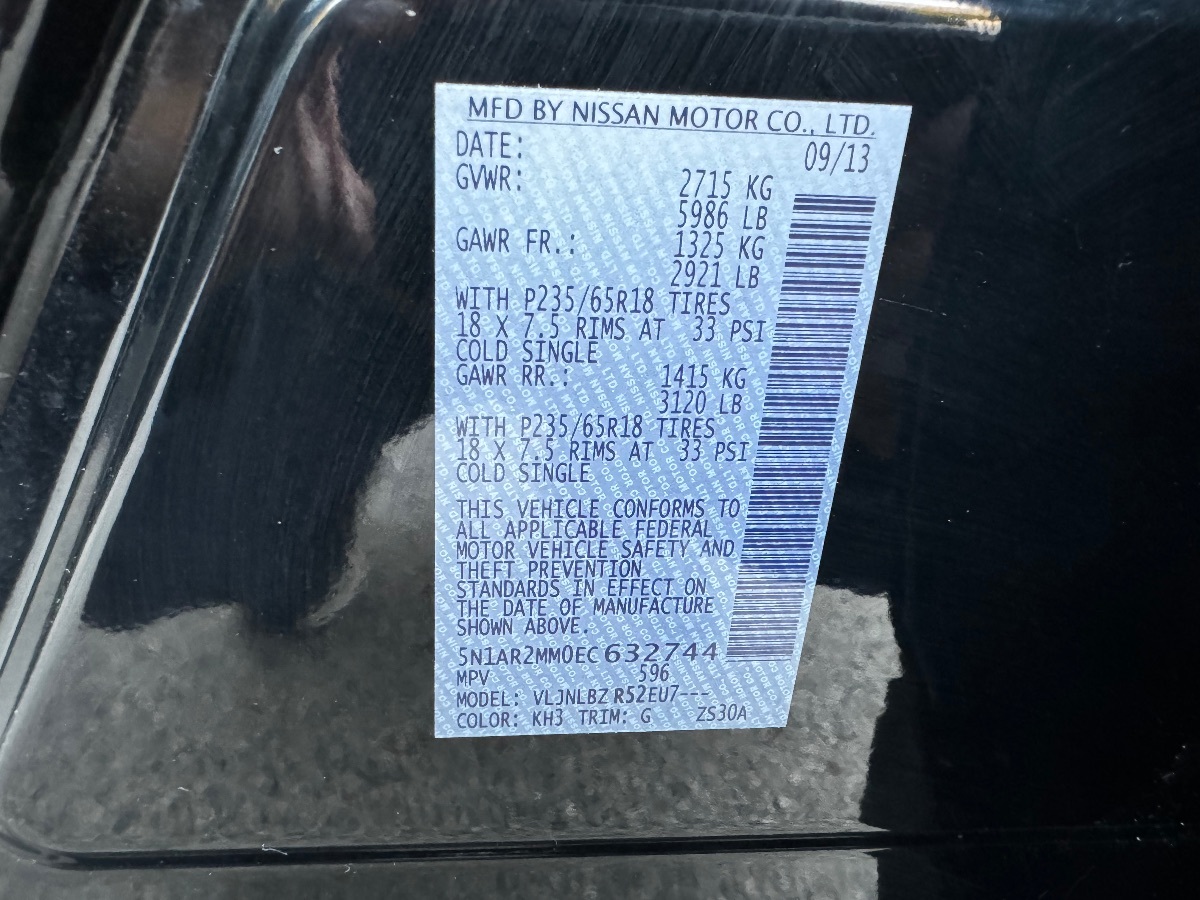 MFD BY NISSAN MOTOR CO., LTD.
DATE: 09/13
GVWR: 2715 KG
5986 LB
GAWR FR.: 1325 KG
2921 LB
WITH P235/65R18 TIRES
18 X 7.5 RIMS AT 33 PSI
COLD SINGLE
GAWR RR.: 1415 KG
3120 LB
WITH P235/65R18 TIRES
18 X 7.5 RIMS AT 33 PSI
COLD SINGLE
THIS VEHICLE CONFORMS TO
ALL APPLICABLE FEDERAL
MOTOR VEHICLE SAFETY AND
THEFT PREVENTION
STANDARDS IN EFFECT ON
THE DATE OF MANUFACTURE
SHOWN ABOVE.
5N1AR2MM0EC632744
MPV 596
MODEL: VLJNLBZ R52EU7---
COLOR: KH3 TRIM: G ZS30A